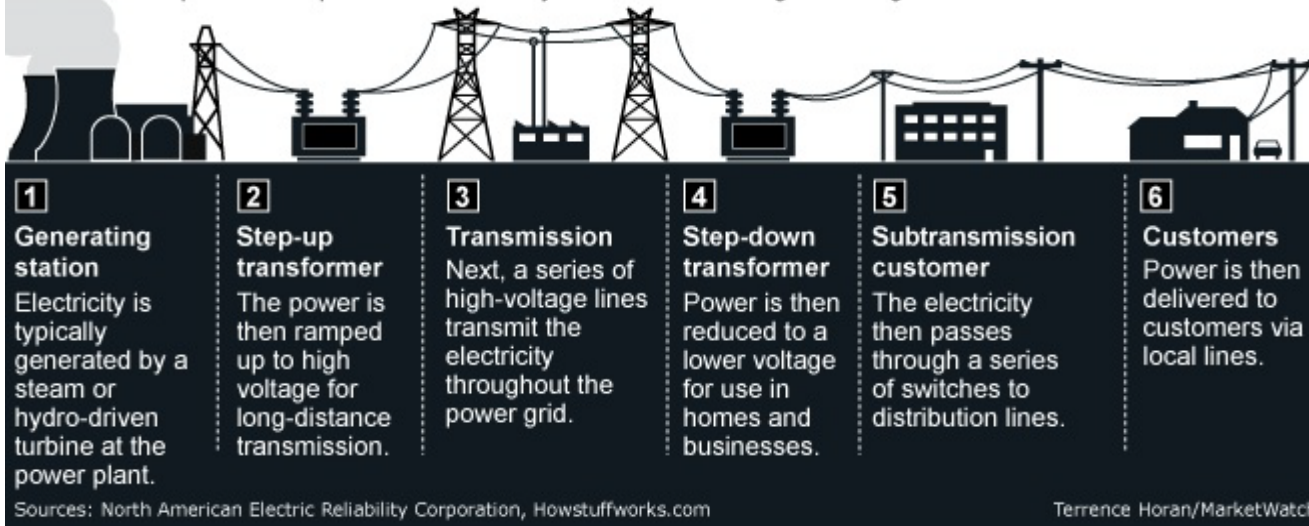 1
Generating
station
Electricity is
typically
generated by a
steam or
hydro-driven
turbine at the
power plant.
2
Step-up
transformer
The power is
then ramped
up to high
voltage for
long-distance
transmission.
3
Transmission
Next, a series of
high-voltage lines
transmit the
electricity
throughout the
power grid.
4
Step-down
transformer
Power is then
reduced to a
lower voltage
for use in
homes and
businesses.
5
Subtransmission
customer
The electricity
then passes
through a series
of switches to
distribution lines.
6
Customers
Power is then
delivered to
customers via
local lines.
Sources: North American Electric Reliability Corporation, Howstuffworks.com
Terrence Horan/MarketWatch